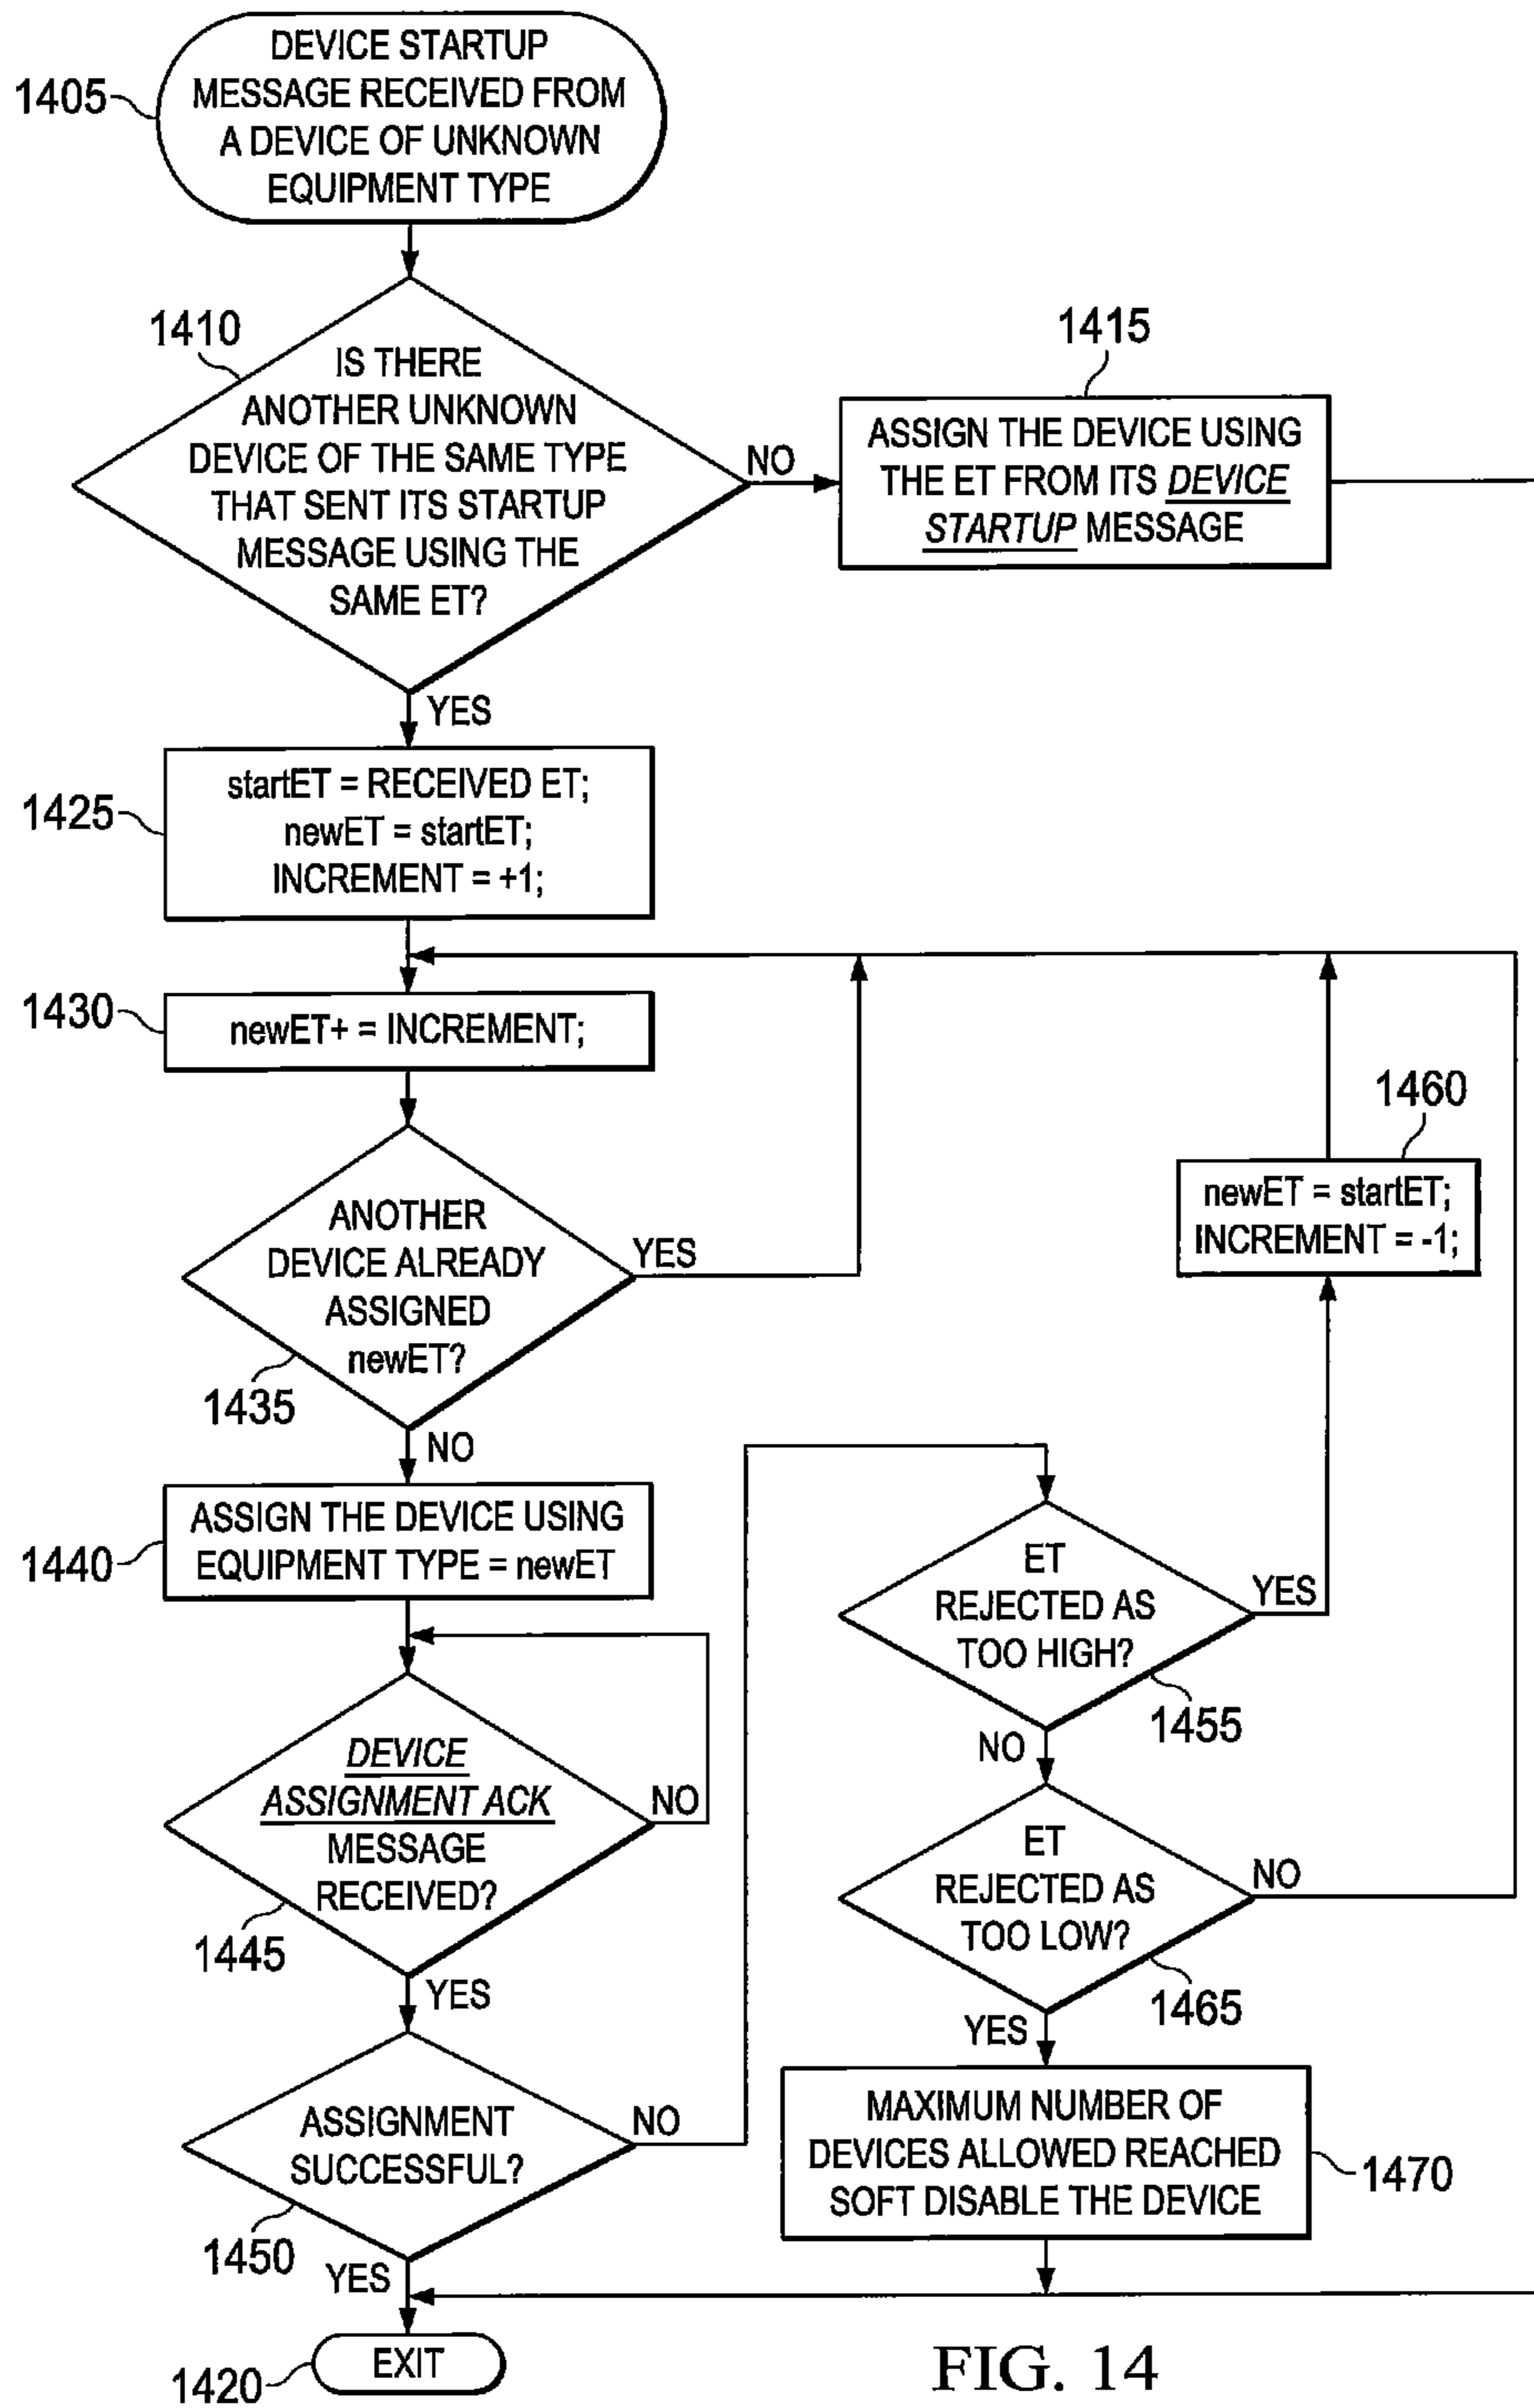 DEVICE STARTUP
MESSAGE RECEIVED FROM
A DEVICE OF UNKNOWN
EQUIPMENT TYPE
1405
1410
IS THERE
ANOTHER UNKNOWN
DEVICE OF THE SAME TYPE
THAT SENT ITS STARTUP
MESSAGE USING THE
SAME ET?
NO
YES
1415
ASSIGN THE DEVICE USING
THE ET FROM ITS DEVICE
STARTUP MESSAGE
1425
startET = RECEIVED ET;
newET = startET;
INCREMENT = +1;
1430
newET+ = INCREMENT;
ANOTHER
DEVICE ALREADY
ASSIGNED
newET?
YES
1435
NO
1460
newET = startET;
INCREMENT = -1;
1440
ASSIGN THE DEVICE USING
EQUIPMENT TYPE = newET
DEVICE
ASSIGNMENT ACK
MESSAGE
RECEIVED?
NO
1445
YES
ASSIGNMENT
SUCCESSFUL?
NO
1450
YES
ET
REJECTED AS
TOO HIGH?
YES
1455
NO
ET
REJECTED AS
TOO LOW?
NO
1465
YES
MAXIMUM NUMBER OF
DEVICES ALLOWED REACHED
SOFT DISABLE THE DEVICE
1470
1420
EXIT
FIG. 14